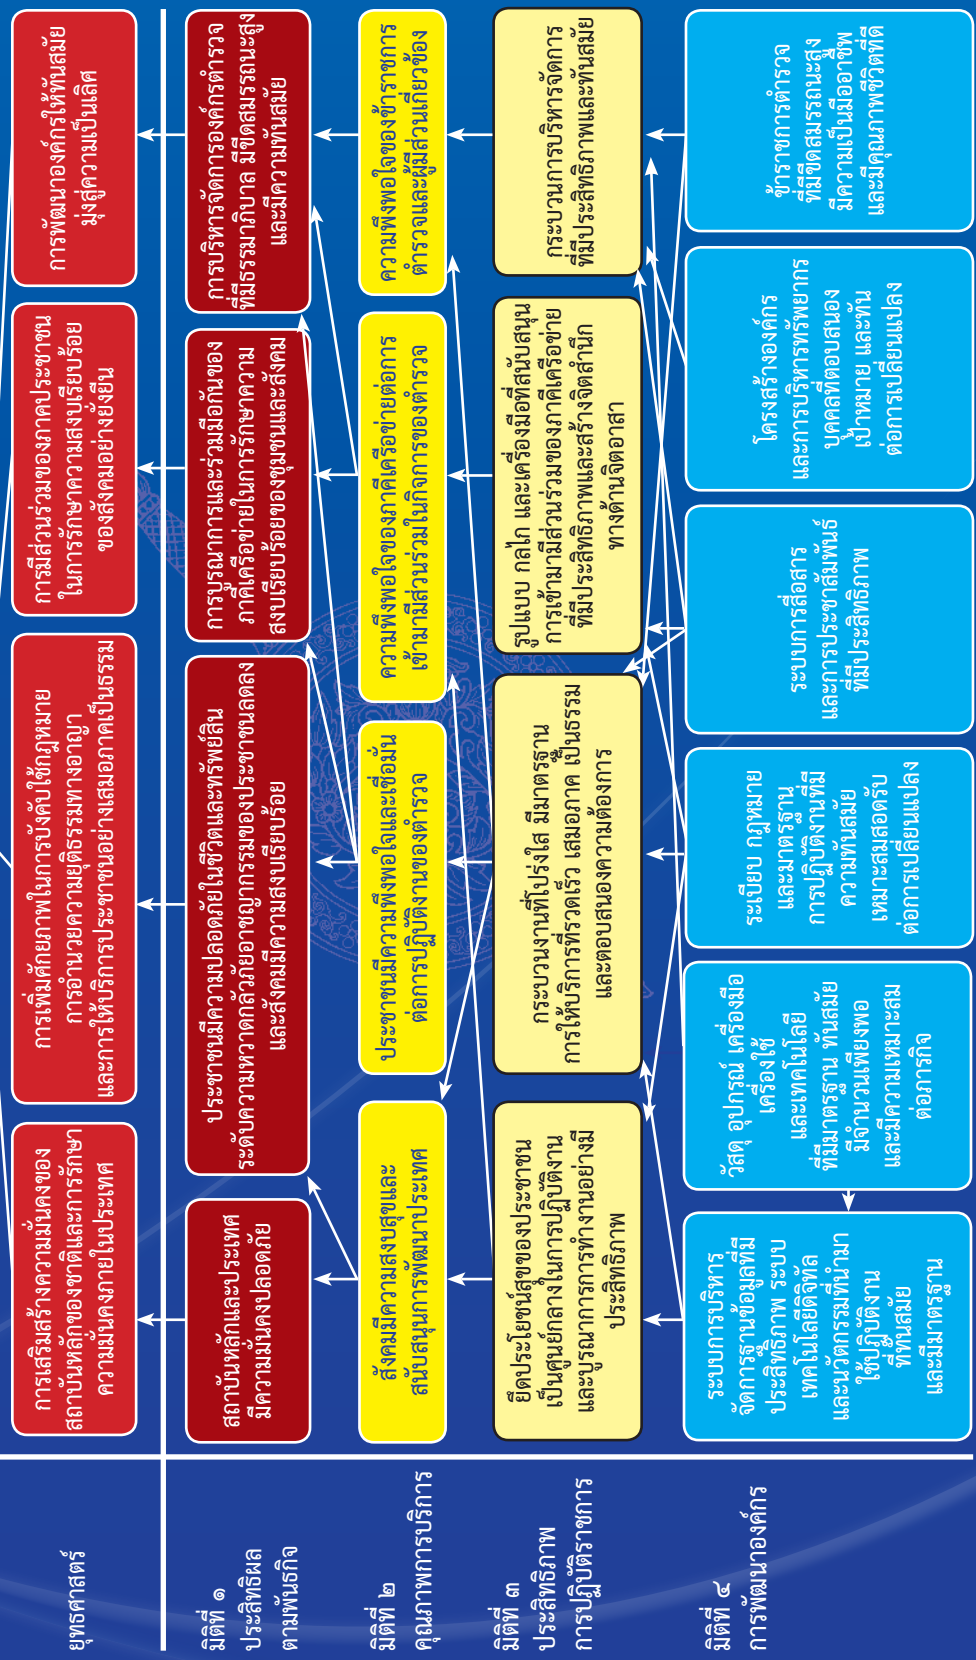 ยุทธศาสตร์
การเสริมสร้างความมั่นคงของ
สถาบันหลักของชาติและการรักษา
ความมั่นคงภายในประเทศ
การเพิ่มศักยภาพในการบังคับใช้กฎหมาย
การอำนวยความยุติธรรมทางอาญา
และการให้บริการประชาชนอย่างเสมอภาคเป็นธรรม
การมีส่วนร่วมของภาคประชาชน
ในการรักษาความสงบเรียบร้อย
ของสังคมอย่างยั่งยืน
การพัฒนาองค์กรให้ทันสมัย
มุ่งสู่ความเป็นเลิศ
มิติที่ ๑
ประสิทธิผล
ตามพันธกิจ
สถาบันหลักและประเทศ
มีความมั่นคงปลอดภัย
ประชาชนมีความปลอดภัยในชีวิตและทรัพย์สิน
ระดับความหวาดกลัวภัยอาชญากรรมของประชาชนลดลง
และสังคมมีความสงบเรียบร้อย
การบูรณาการและร่วมมือกันของ
ภาคีเครือข่ายในการรักษาความ
สงบเรียบร้อยของชุมชนและสังคม
การบริหารจัดการองค์กรตำรวจ
ที่มีธรรมาภิบาล มีขีดสมรรถนะสูง
และมีความทันสมัย
มิติที่ ๒
คุณภาพการบริการ
สังคมมีความสงบสุขและ
สนับสนุนการพัฒนาประเทศ
ประชาชนมีความพึงพอใจและเชื่อมั่น
ต่อการปฏิบัติงานของตำรวจ
ความพึงพอใจของภาคีเครือข่ายต่อการ
เข้ามามีส่วนร่วมในกิจการของตำรวจ
ความพึงพอใจของข้าราชการ
ตำรวจและผู้มีส่วนเกี่ยวข้อง
มิติที่ ๓
ประสิทธิภาพ
การปฏิบัติราชการ
ยึดประโยชน์สุขของประชาชน
เป็นศูนย์กลางในการปฏิบัติงาน
และบูรณาการการทำงานอย่างมี
ประสิทธิภาพ
กระบวนงานที่โปร่งใส มีมาตรฐาน
การให้บริการที่รวดเร็ว เสมอภาค เป็นธรรม
และตอบสนองความต้องการ
รูปแบบ กลไก และเครื่องมือที่สนับสนุน
การเข้ามามีส่วนร่วมของภาคีเครือข่าย
ที่มีประสิทธิภาพและสร้างจิตสำนึก
ทางด้านจิตอาสา
กระบวนการบริหารจัดการ
ที่มีประสิทธิภาพและทันสมัย
มิติที่ ๔
การพัฒนาองค์กร
ระบบการบริหาร
จัดการฐานข้อมูลที่มี
ประสิทธิภาพ ระบบ
เทคโนโลยีดิจิทัล
และนวัตกรรมที่นำมา
ใช้ปฏิบัติงาน
ที่ทันสมัย
และมีมาตรฐาน
วัสดุ อุปกรณ์ เครื่องมือ
เครื่องใช้
และเทคโนโลยี
ที่มีมาตรฐาน ทันสมัย
มีจำนวนเพียงพอ
และมีความเหมาะสม
ต่อภารกิจ
ระเบียบ กฎหมาย
และมาตรฐาน
การปฏิบัติงานที่มี
ความทันสมัย
เหมาะสมสอดรับ
ต่อการเปลี่ยนแปลง
ระบบการสื่อสาร
และการประชาสัมพันธ์
ที่มีประสิทธิภาพ
โครงสร้างองค์กร
และการบริหารทรัพยากร
บุคคลที่ตอบสนอง
เป้าหมาย และทัน
ต่อการเปลี่ยนแปลง
ข้าราชการตำรวจ
ที่มีขีดสมรรถนะสูง
มีความเป็นมืออาชีพ
และมีคุณภาพชีวิตที่ดี